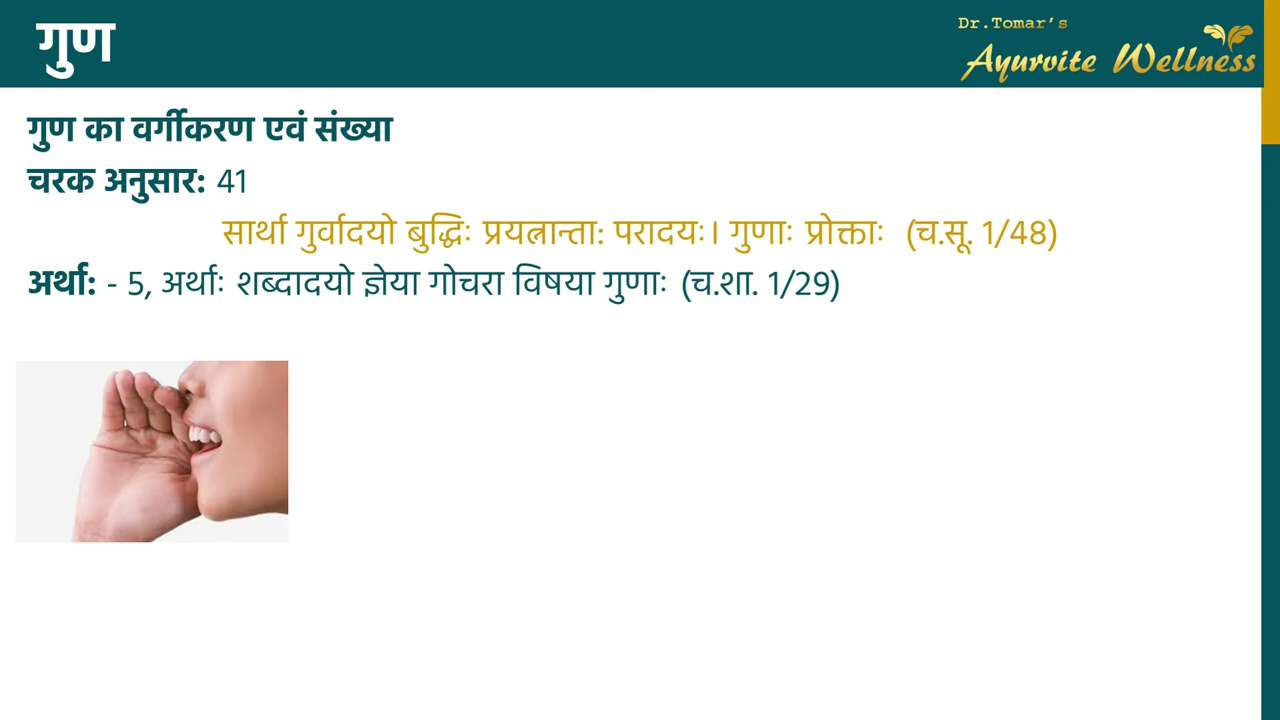 गुण
Dr.Tomar's
Ayurvite Wellness
गुण का वर्गीकरण एवं संख्या
चरक अनुसार: 41
सार्था गुर्वादयो बुद्धिः प्रयत्नान्ता: परादयः। गुणाः प्रोक्ताः (च.सू. 1/48)
अर्था: - 5, अर्थाः शब्दादयो ज्ञेया गोचरा विषया गुणाः (च.शा. 1/29)